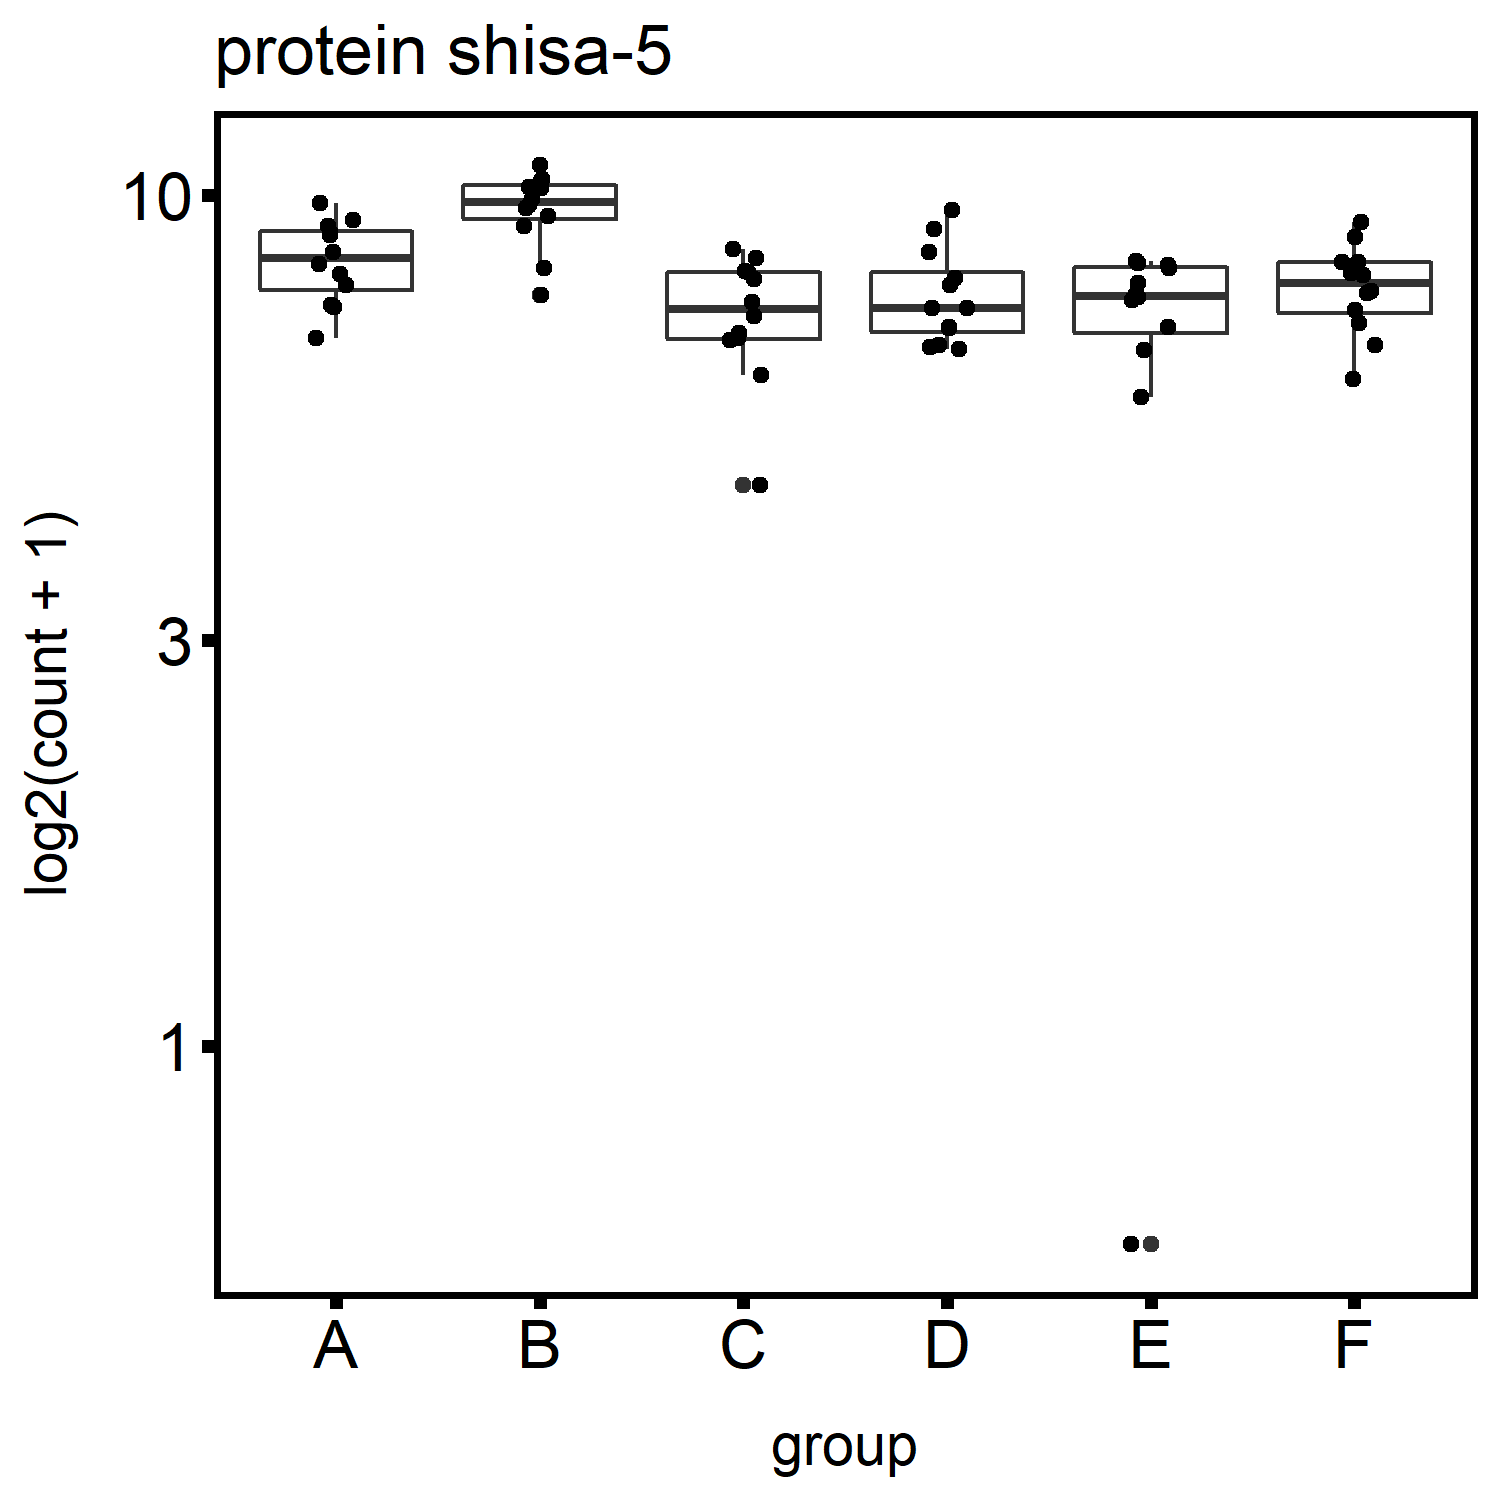 protein shisa-5
log2(count + 1)
10
3
1
A B C D E F
group